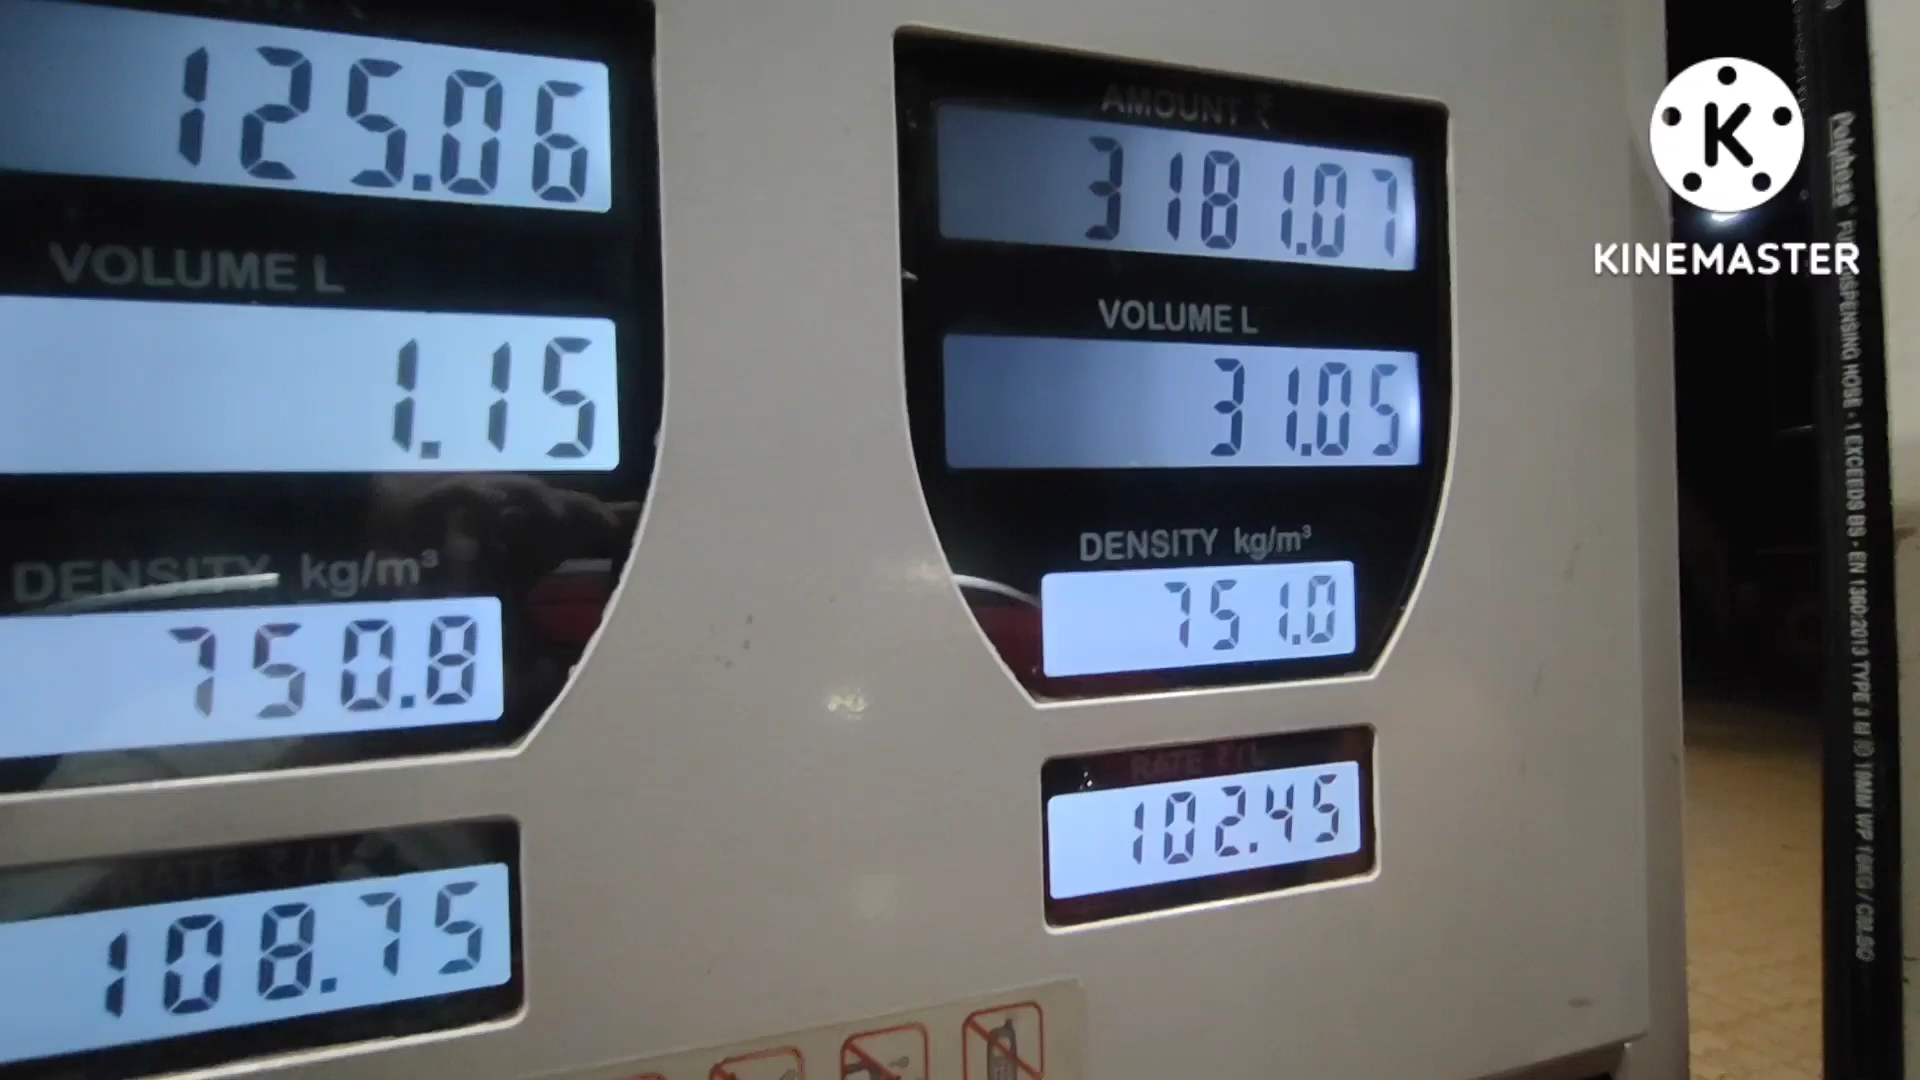 125.06
VOLUME L
1.15
DENSITY kg/m³
750.8
RATE ₹/L
108.75
AMOUNT ₹
3181.07
VOLUME L
31.05
DENSITY kg/m³
751.0
RATE ₹/L
102.45
K
KINEMASTER